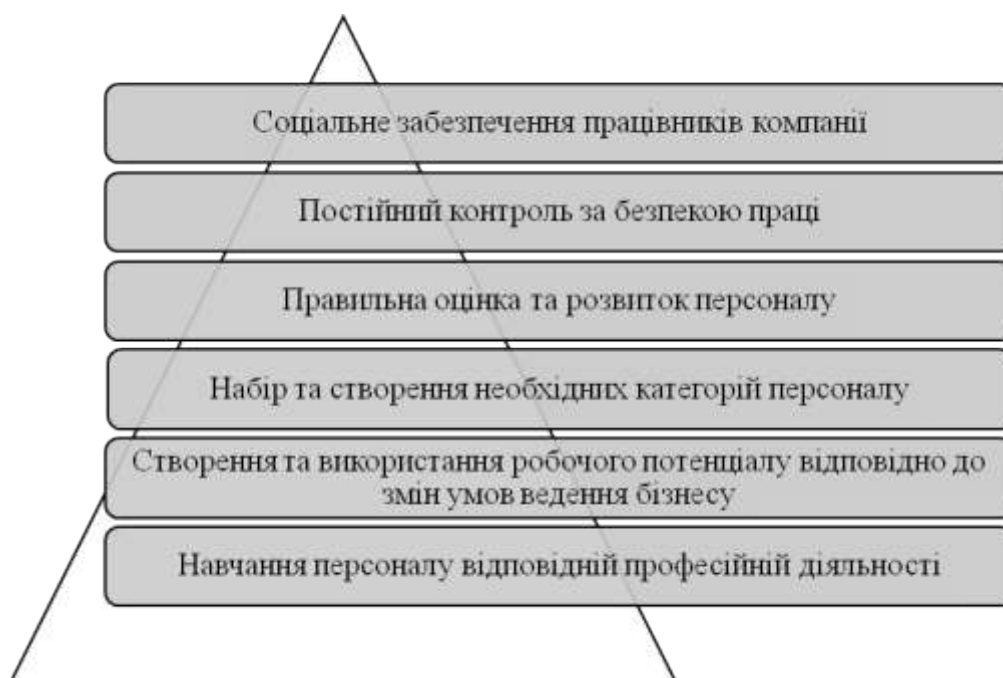 Соціальне забезпечення працівників компанії
Постійний контроль за безпекою праці
Правильна оцінка та розвиток персоналу
Набір та створення необхідних категорій персоналу
Створення та використання робочого потенціалу відповідно до
змін умов ведення бізнесу
Навчання персоналу відповідній професійній діяльності